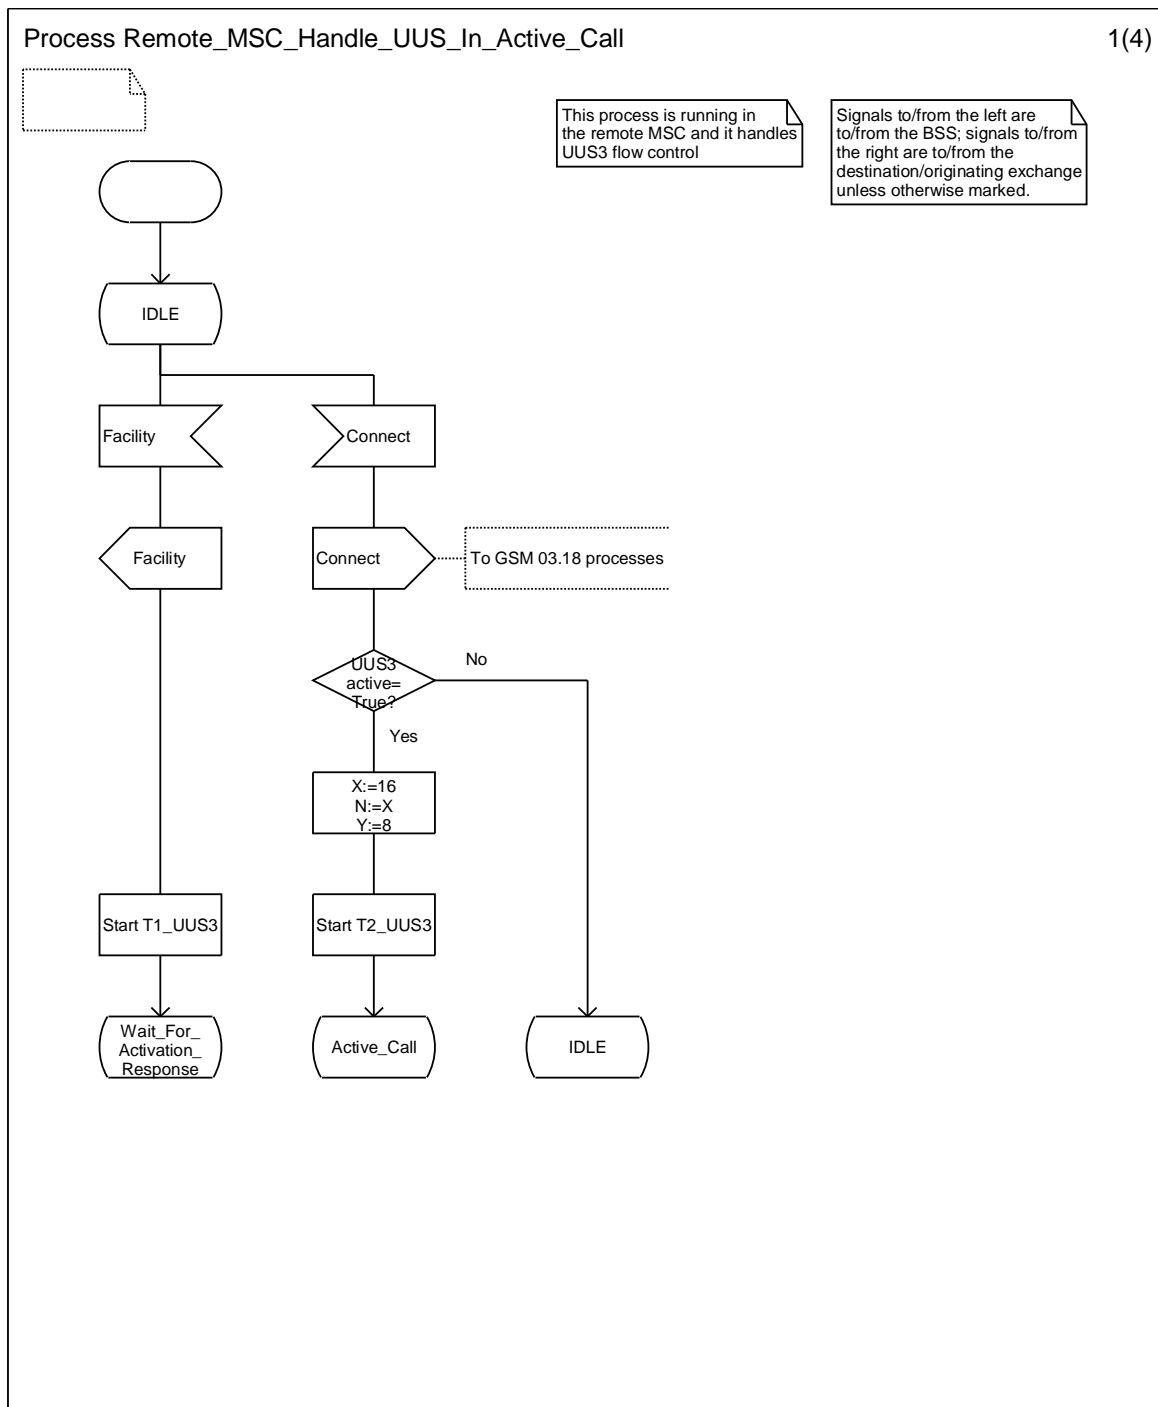 Process Remote_MSC_Handle_UUS_In_Active_Call
1(4)
This process is running in
the remote MSC and it handles
UUS3 flow control
Signals to/from the left are
to/from the BSS; signals to/from
the right are to/from the
destination/originating exchange
unless otherwise marked.
IDLE
Facility
Connect
Facility
Connect
To GSM 03.18 processes
UUS3
active=
True?
No
Yes
X:=16
N:=X
Y:=8
Start T1_UUS3
Start T2_UUS3
Wait_For_
Activation_
Response
Active_Call
IDLE